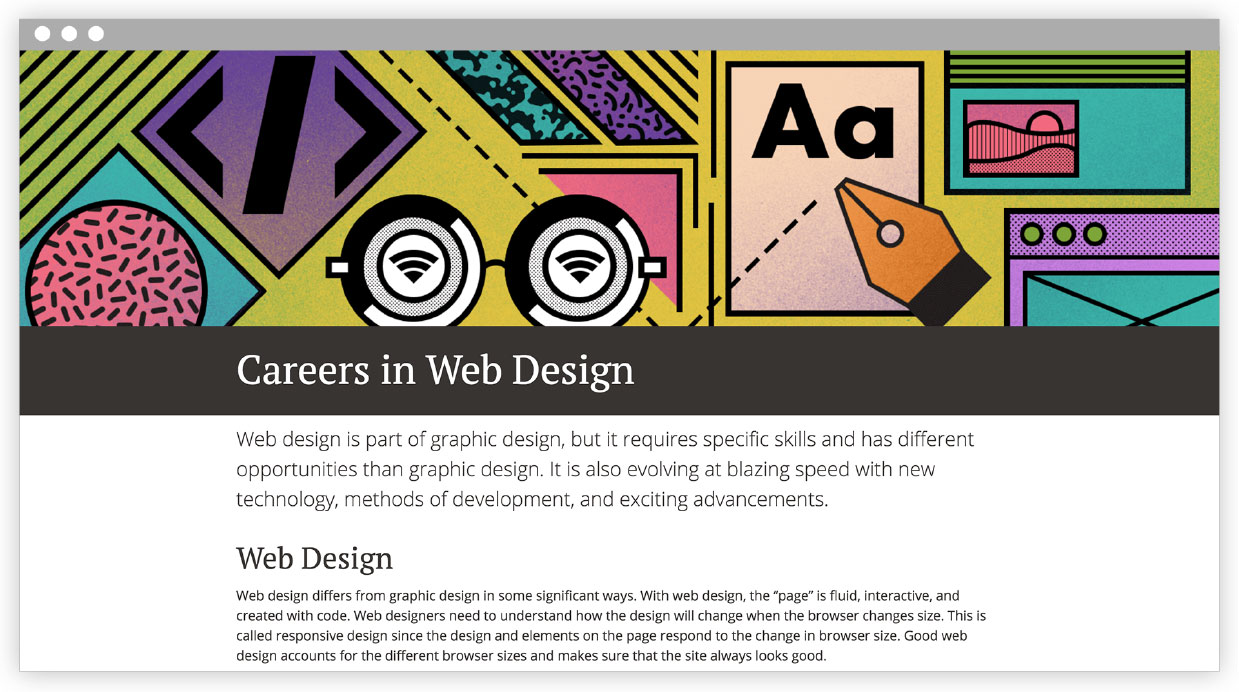 </>
Aa
Careers in Web Design
Web design is part of graphic design, but it requires specific skills and has different
opportunities than graphic design. It is also evolving at blazing speed with new
technology, methods of development, and exciting advancements.
Web Design
Web design differs from graphic design in some significant ways. With web design, the “page” is fluid, interactive, and
created with code. Web designers need to understand how the design will change when the browser changes size. This is
called responsive design since the design and elements on the page respond to the change in browser size. Good web
design accounts for the different browser sizes and makes sure that the site always looks good.